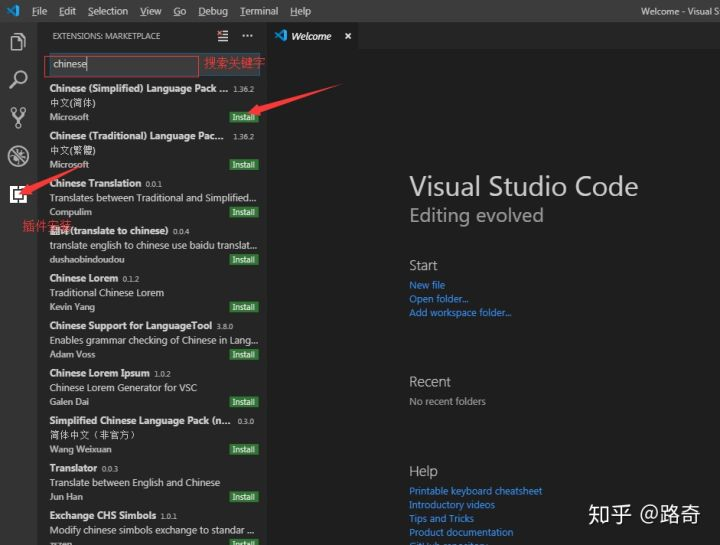 File Edit Selection View Go Debug Terminal Help
Welcome - Visual S
EXTENSIONS: MARKETPLACE
Welcome
chinese
搜索关键字
Chinese (Simplified) Language Pack ... 1.36.2
中文(简体)
Microsoft Install
Chinese (Traditional) Language Pac... 1.36.2
中文(繁體)
Microsoft Install
Chinese Translation 0.0.1
Translates between Traditional and Simplified...
Compulim Install
插件安装
翻译(translate to chinese) 0.0.4
translate english to chinese use baidu translat...
dushaobindoudou Install
Chinese Lorem 0.1.2
Traditional Chinese Lorem
Kevin Yang Install
Chinese Support for LanguageTool 3.8.0
Enables grammar checking of Chinese in Lang...
Adam Voss Install
Chinese Lorem Ipsum 1.0.2
Chinese Lorem Generator for VSC
Galen Dai Install
Simplified Chinese Language Pack (n... 0.3.0
简体中文（非官方）
Wang Weixuan Install
Translator 0.0.3
Translate between English and Chinese
Jun Han Install
Exchange CHS Simbols 1.0.1
Modify chinese simbols exchange to standar ...
zszen Install
Visual Studio Code
Editing evolved
Start
New file
Open folder...
Add workspace folder...
Recent
No recent folders
Help
Printable keyboard cheatsheet
Introductory videos
Tips and Tricks
Product documentation
GitHub repository
知乎 @路奇